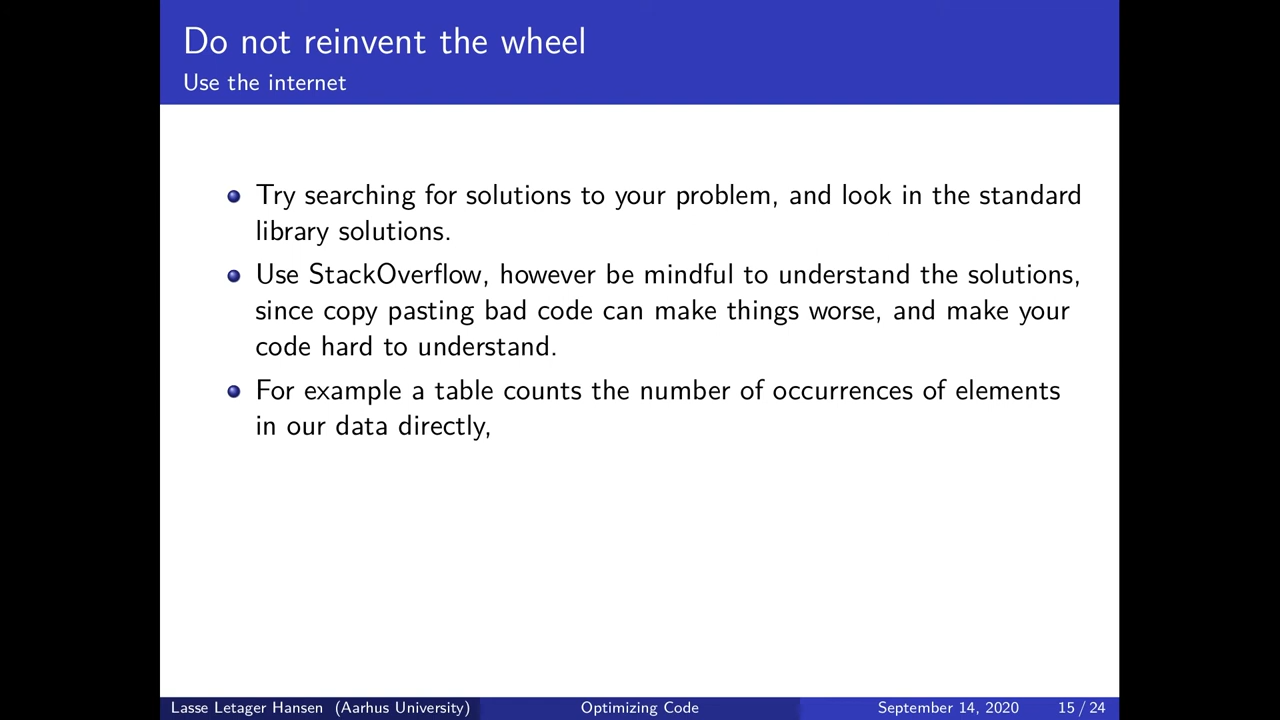 Do not reinvent the wheel
Use the internet
Try searching for solutions to your problem, and look in the standard
library solutions.
Use StackOverflow, however be mindful to understand the solutions,
since copy pasting bad code can make things worse, and make your
code hard to understand.
For example a table counts the number of occurrences of elements
in our data directly,
Lasse Letager Hansen (Aarhus University) Optimizing Code September 14, 2020 15 / 24